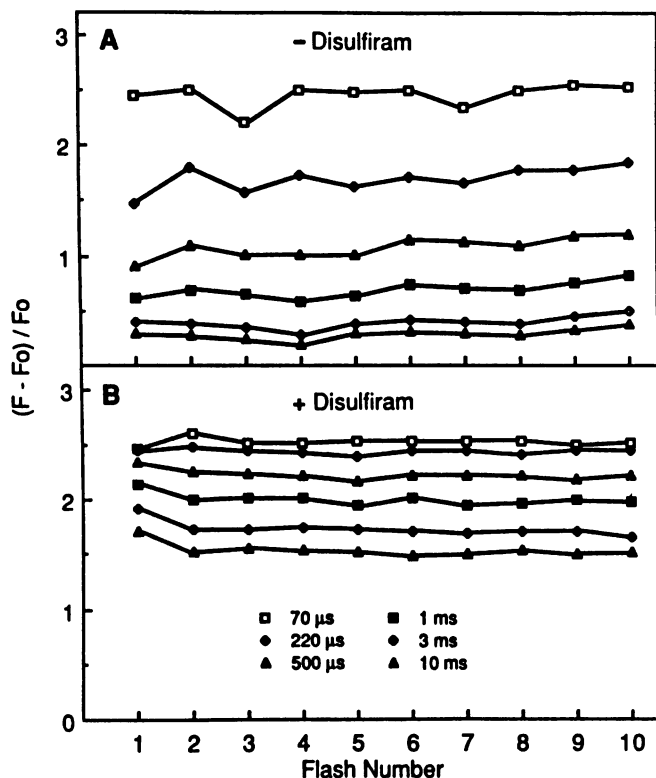 3
A
- Disulfiram
2
1
(F - Fo) / Fo
3
B
+ Disulfiram
2
70 µs
1 ms
220 µs
3 ms
500 µs
10 ms
1
0
1 2 3 4 5 6 7 8 9 10
Flash Number